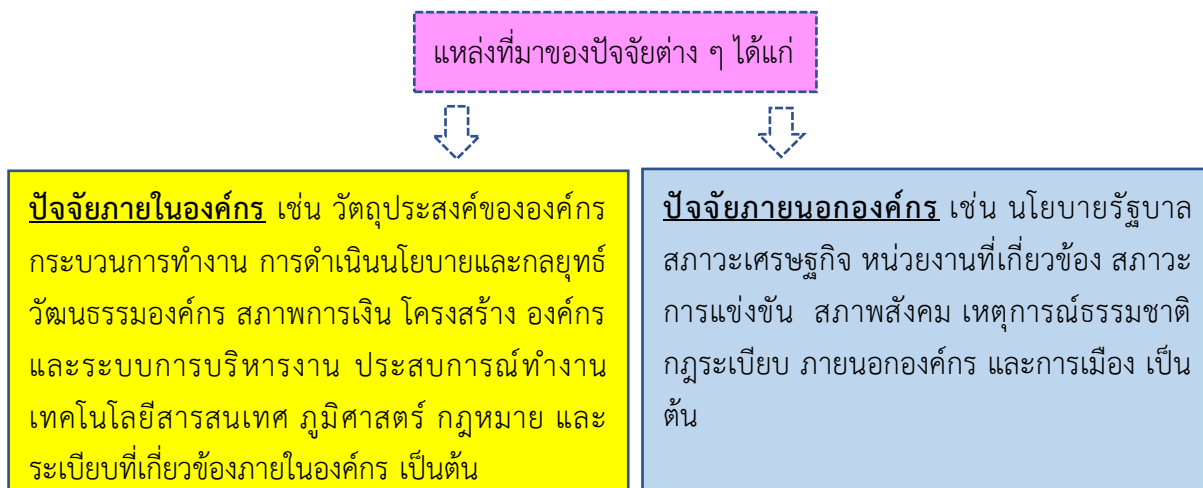 แหล่งที่มาของปัจจัยต่าง ๆ ได้แก่
ปัจจัยภายในองค์กร เช่น วัตถุประสงค์ขององค์กร
กระบวนการทำงาน การดำเนินนโยบายและกลยุทธ์
วัฒนธรรมองค์กร สภาพการเงิน โครงสร้าง องค์กร
และระบบการบริหารงาน ประสบการณ์ทำงาน
เทคโนโลยีสารสนเทศ ภูมิศาสตร์ กฎหมาย และ
ระเบียบที่เกี่ยวข้องภายในองค์กร เป็นต้น
ปัจจัยภายนอกองค์กร เช่น นโยบายรัฐบาล
สภาวะเศรษฐกิจ หน่วยงานที่เกี่ยวข้อง สภาวะ
การแข่งขัน สภาพสังคม เหตุการณ์ธรรมชาติ
กฎระเบียบ ภายนอกองค์กร และการเมือง เป็น
ต้น